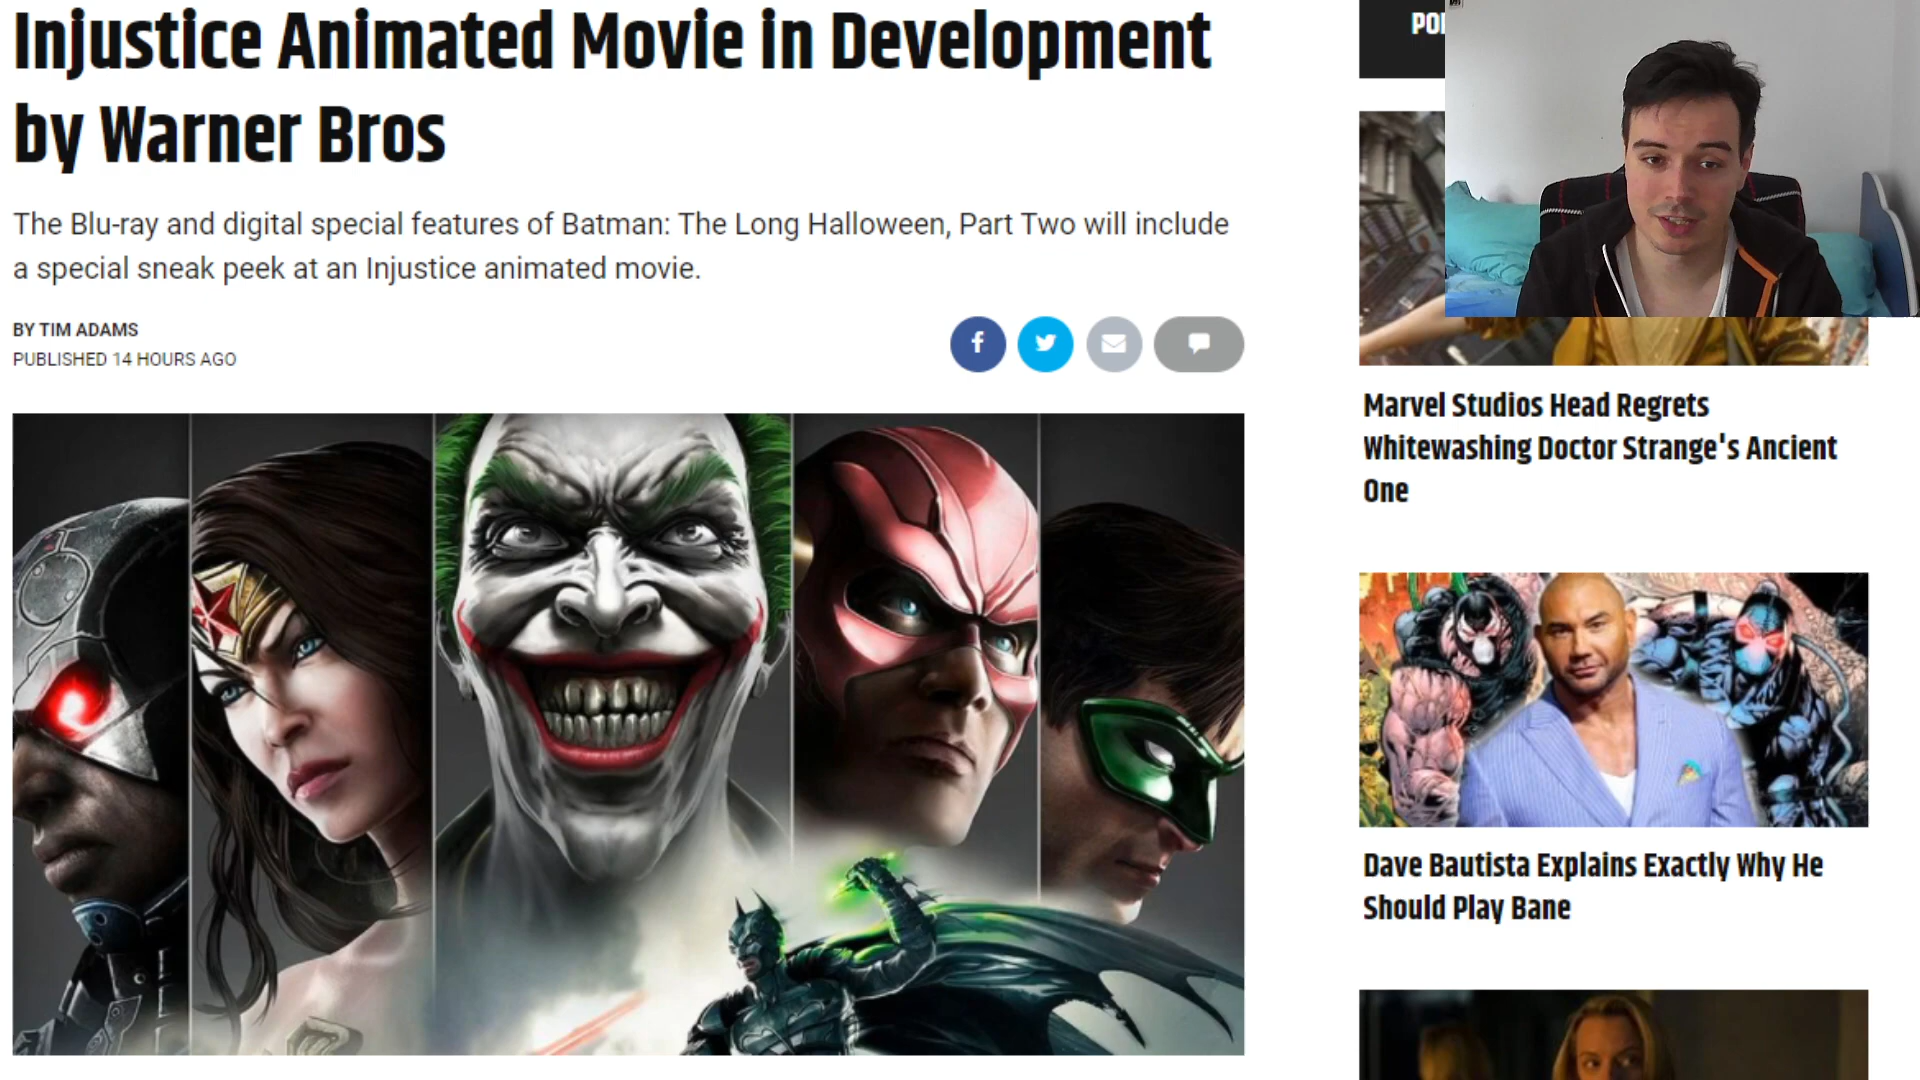 Injustice Animated Movie in Development
by Warner Bros
The Blu-ray and digital special features of Batman: The Long Halloween, Part Two will include
a special sneak peek at an Injustice animated movie.
BY TIM ADAMS
PUBLISHED 14 HOURS AGO
Marvel Studios Head Regrets
Whitewashing Doctor Strange's Ancient
One
Dave Bautista Explains Exactly Why He
Should Play Bane